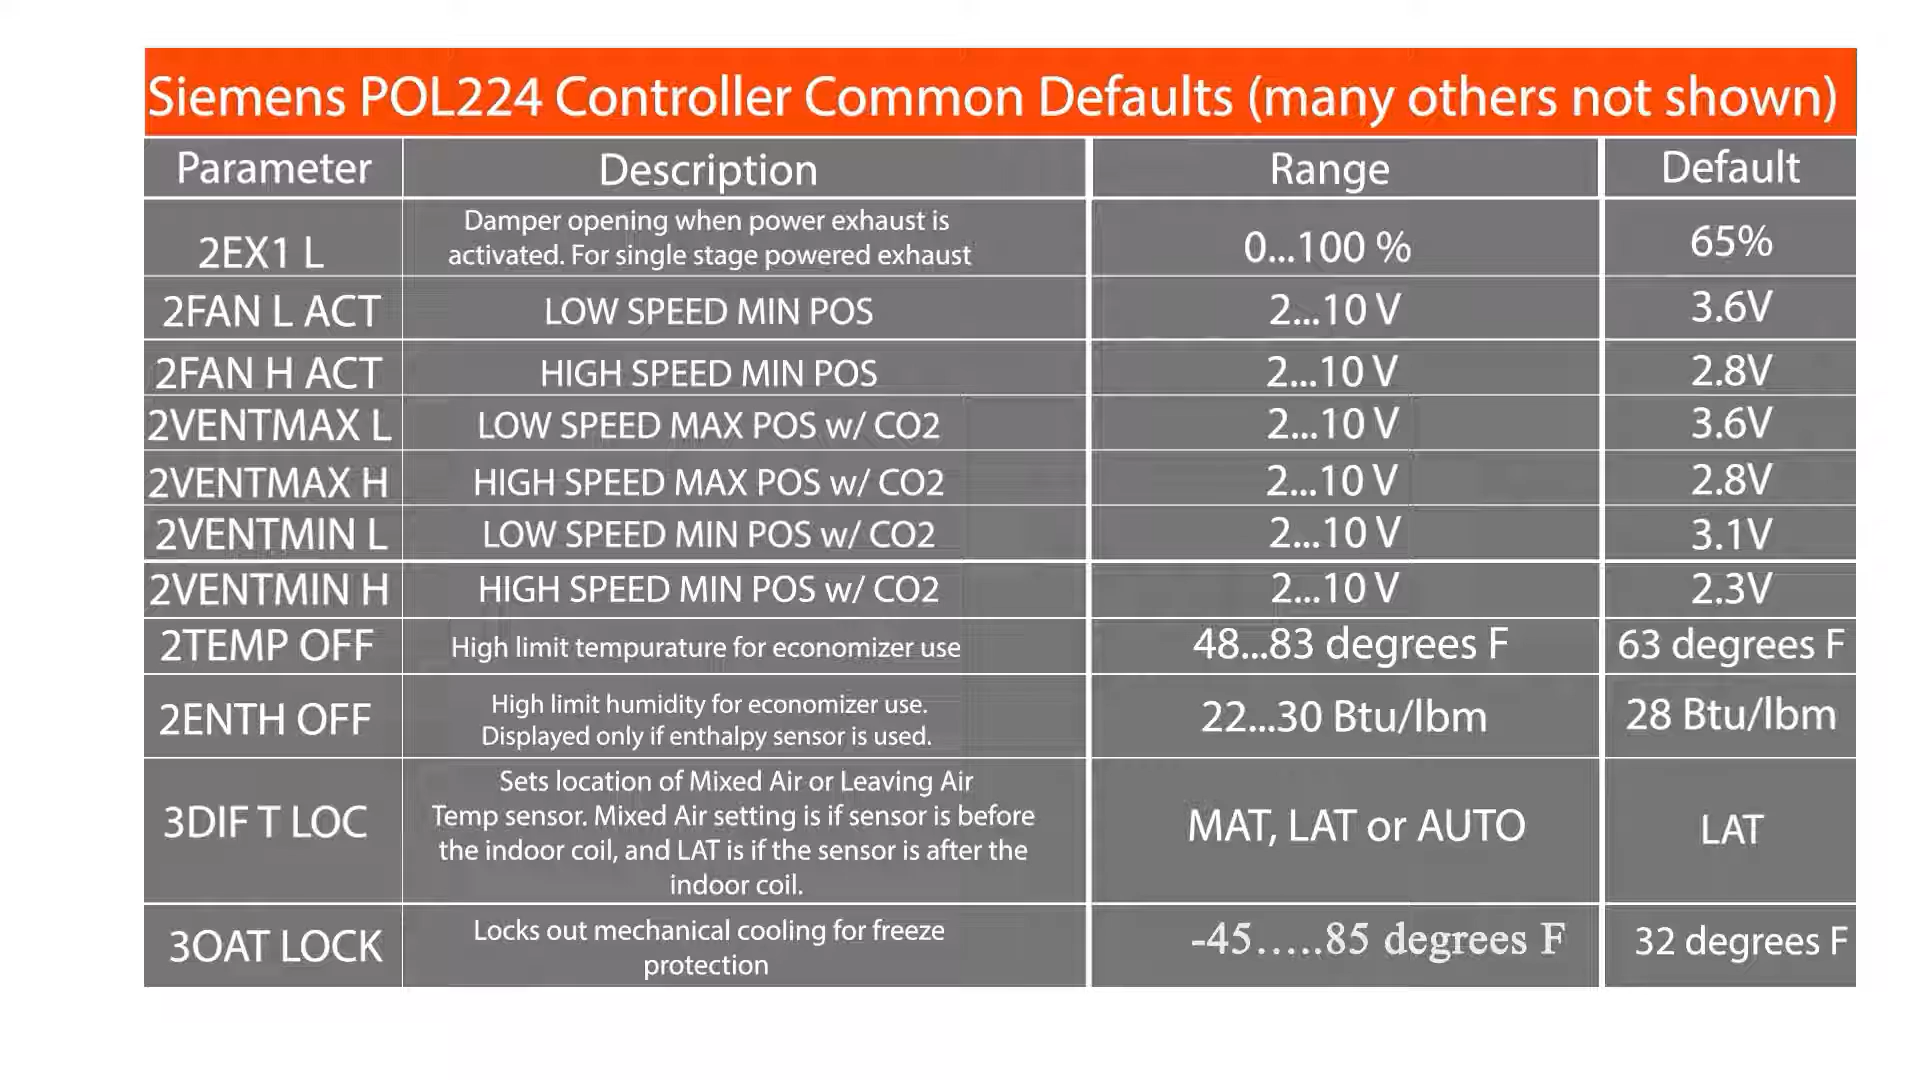 Siemens POL224 Controller Common Defaults (many others not shown)
Parameter Description Range Default
2EX1 L Damper opening when power exhaust is
activated. For single stage powered exhaust 0...100 % 65%
2FAN L ACT LOW SPEED MIN POS 2...10 V 3.6V
2FAN H ACT HIGH SPEED MIN POS 2...10 V 2.8V
2VENTMAX L LOW SPEED MAX POS w/ CO2 2...10 V 3.6V
2VENTMAX H HIGH SPEED MAX POS w/ CO2 2...10 V 2.8V
2VENTMIN L LOW SPEED MIN POS w/ CO2 2...10 V 3.1V
2VENTMIN H HIGH SPEED MIN POS w/ CO2 2...10 V 2.3V
2TEMP OFF High limit tempurature for economizer use 48...83 degrees F 63 degrees F
2ENTH OFF High limit humidity for economizer use.
Displayed only if enthalpy sensor is used. 22...30 Btu/lbm 28 Btu/lbm
3DIF T LOC Sets location of Mixed Air or Leaving Air
Temp sensor. Mixed Air setting is if sensor is before
the indoor coil, and LAT is if the sensor is after the
indoor coil. MAT, LAT or AUTO LAT
3OAT LOCK Locks out mechanical cooling for freeze
protection -45.....85 degrees F 32 degrees F